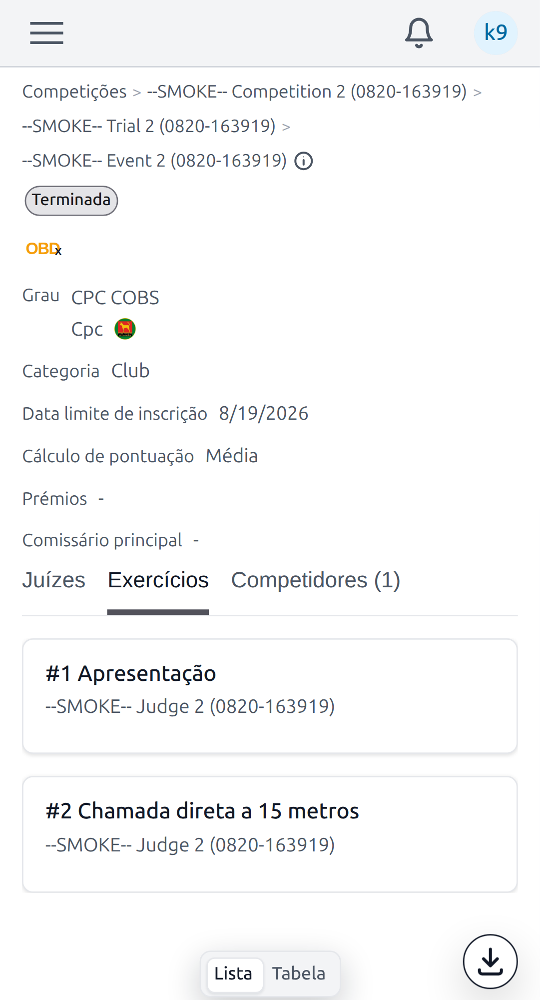 k9
Competições > --SMOKE-- Competition 2 (0820-163919) >
--SMOKE-- Trial 2 (0820-163919) >
--SMOKE-- Event 2 (0820-163919)
Terminada
OBDx
Grau CPC COBS
Cpc
Categoria Club
Data limite de inscrição 8/19/2026
Cálculo de pontuação Média
Prémios -
Comissário principal -
Juízes Exercícios Competidores (1)
#1 Apresentação
--SMOKE-- Judge 2 (0820-163919)
#2 Chamada direta a 15 metros
--SMOKE-- Judge 2 (0820-163919)
Lista Tabela